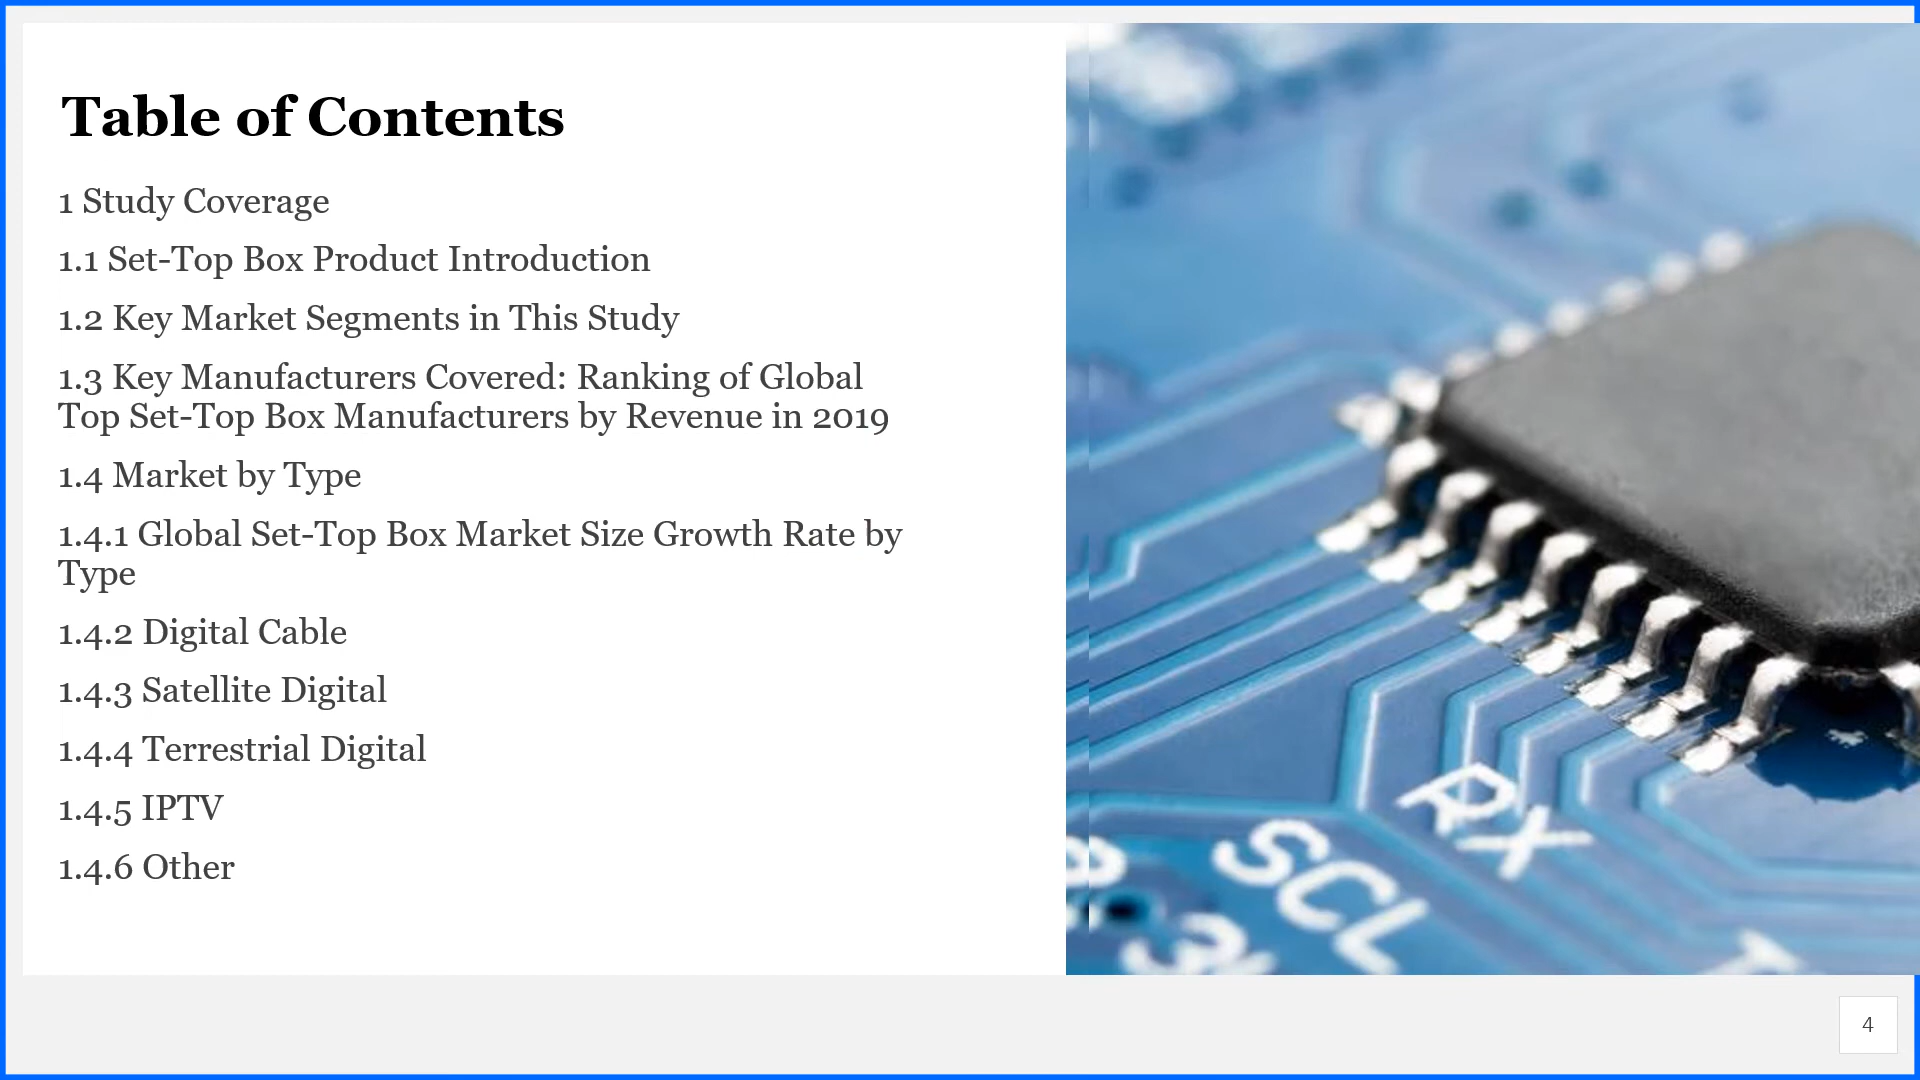 Table of Contents
1 Study Coverage
1.1 Set-Top Box Product Introduction
1.2 Key Market Segments in This Study
1.3 Key Manufacturers Covered: Ranking of Global
Top Set-Top Box Manufacturers by Revenue in 2019
1.4 Market by Type
1.4.1 Global Set-Top Box Market Size Growth Rate by
Type
1.4.2 Digital Cable
1.4.3 Satellite Digital
1.4.4 Terrestrial Digital
1.4.5 IPTV
1.4.6 Other
RX
SCL
4